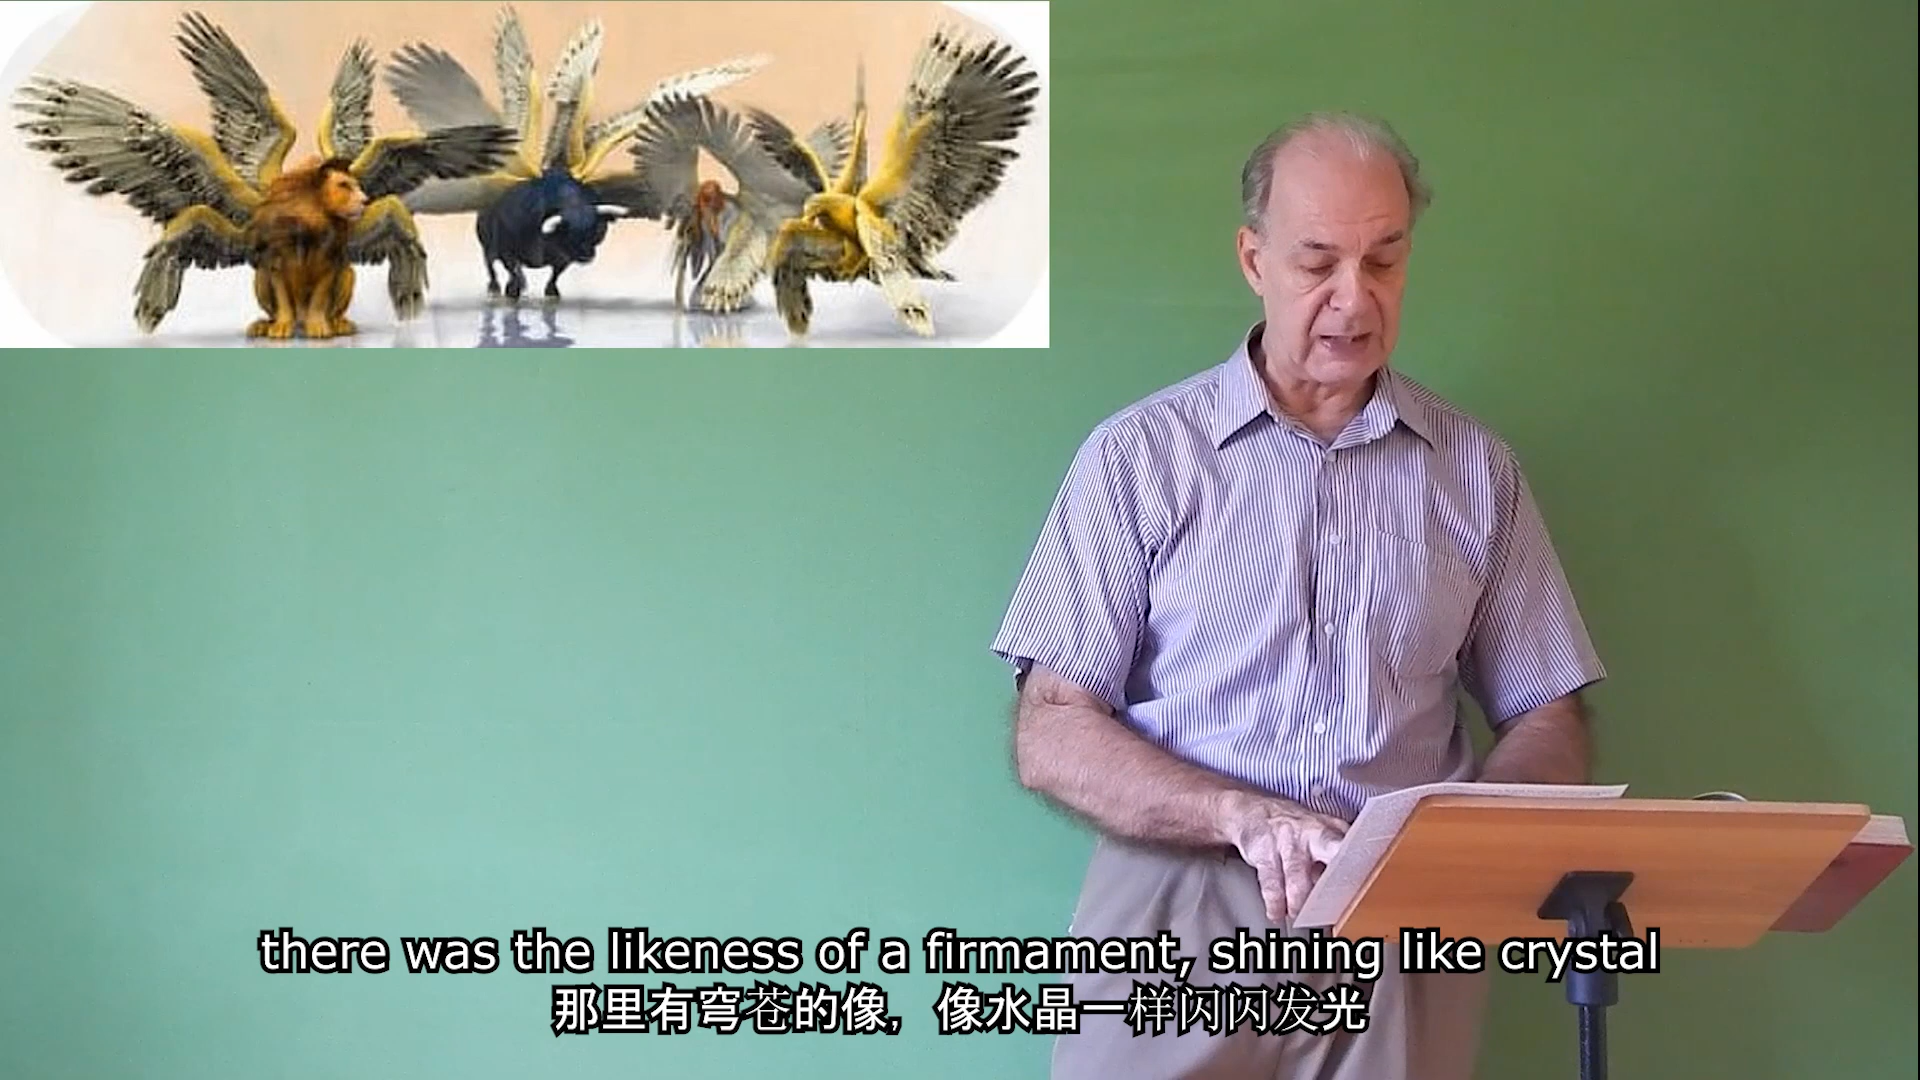 there was the likeness of a firmament, shining like crystal
那里有穹苍的像，像水晶一样闪闪发光